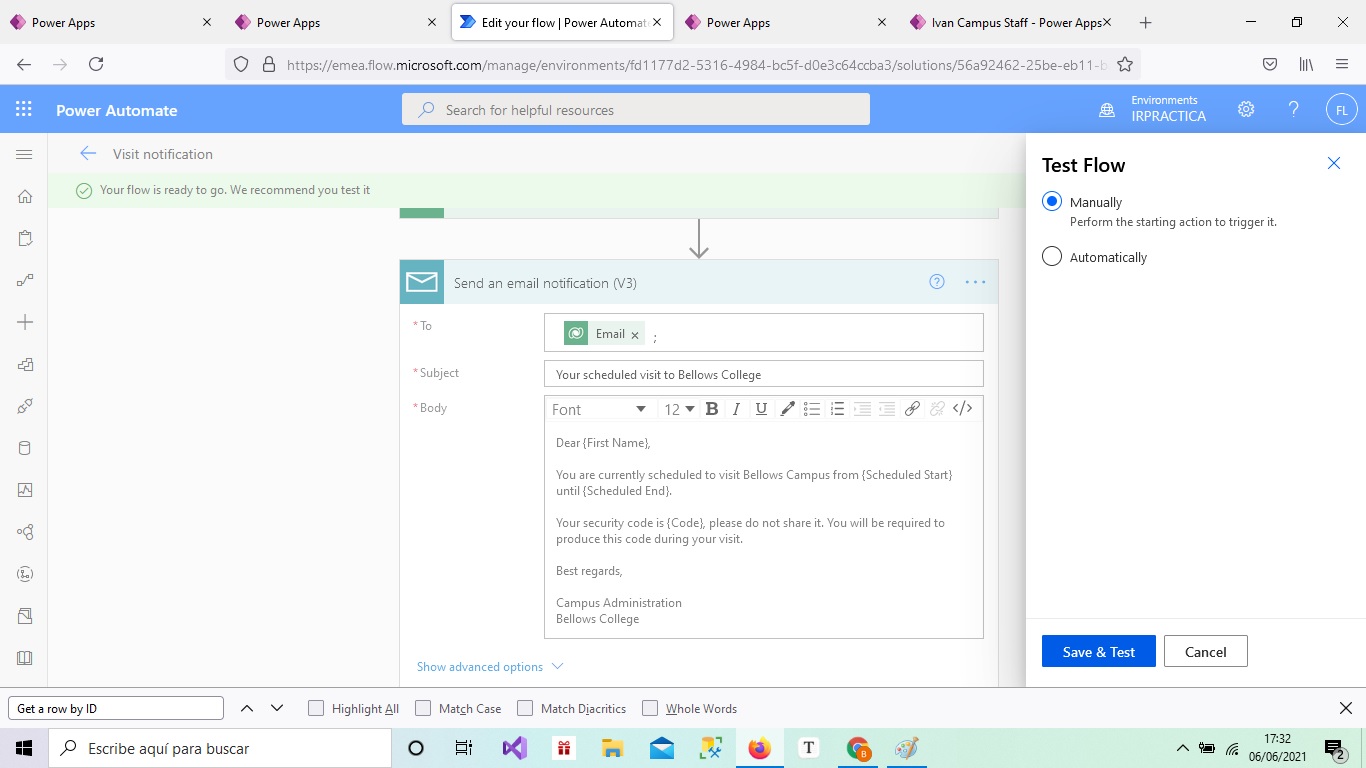 Power Apps
Power Apps
Edit your flow | Power Automat
Power Apps
Ivan Campus Staff - Power Apps
https://emea.flow.microsoft.com/manage/environments/fd1177d2-5316-4984-bc5f-d0e3c64ccba3/solutions/56a92462-25be-eb11-b
Power Automate
Search for helpful resources
Environments
IRPRACTICA
?
FL
Visit notification
Your flow is ready to go. We recommend you test it
Send an email notification (V3)
?
...
* To
Email × ;
* Subject
Your scheduled visit to Bellows College
* Body
Font 12 B I U </>
Dear {First Name},
You are currently scheduled to visit Bellows Campus from {Scheduled Start}
until {Scheduled End}.
Your security code is {Code}, please do not share it. You will be required to
produce this code during your visit.
Best regards,
Campus Administration
Bellows College
Show advanced options
Test Flow
Manually
Perform the starting action to trigger it.
Automatically
Save & Test
Cancel
Get a row by ID
Highlight All
Match Case
Match Diacritics
Whole Words
Escribe aquí para buscar
T
B
17:32
06/06/2021
2